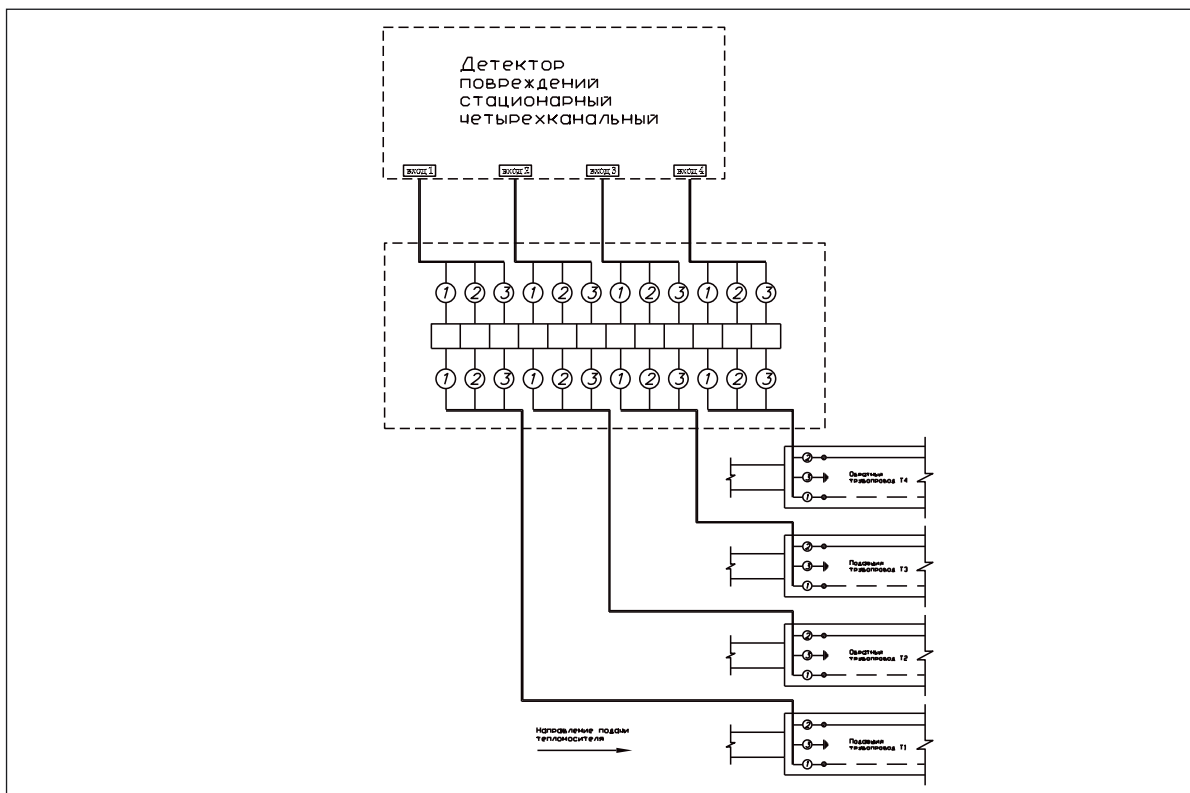 Детектор
повреждений
стационарный
четырехканальный
вход 1 вход 2 вход 3 вход 4
1 2 3 1 2 3 1 2 3 1 2 3
1 2 3 1 2 3 1 2 3 1 2 3
2
3
1
Обратный
трубопровод Т4
2
3
1
Подающий
трубопровод Т3
2
3
1
Обратный
трубопровод Т2
2
3
1
Подающий
трубопровод Т1
Направление подачи
теплоносителя